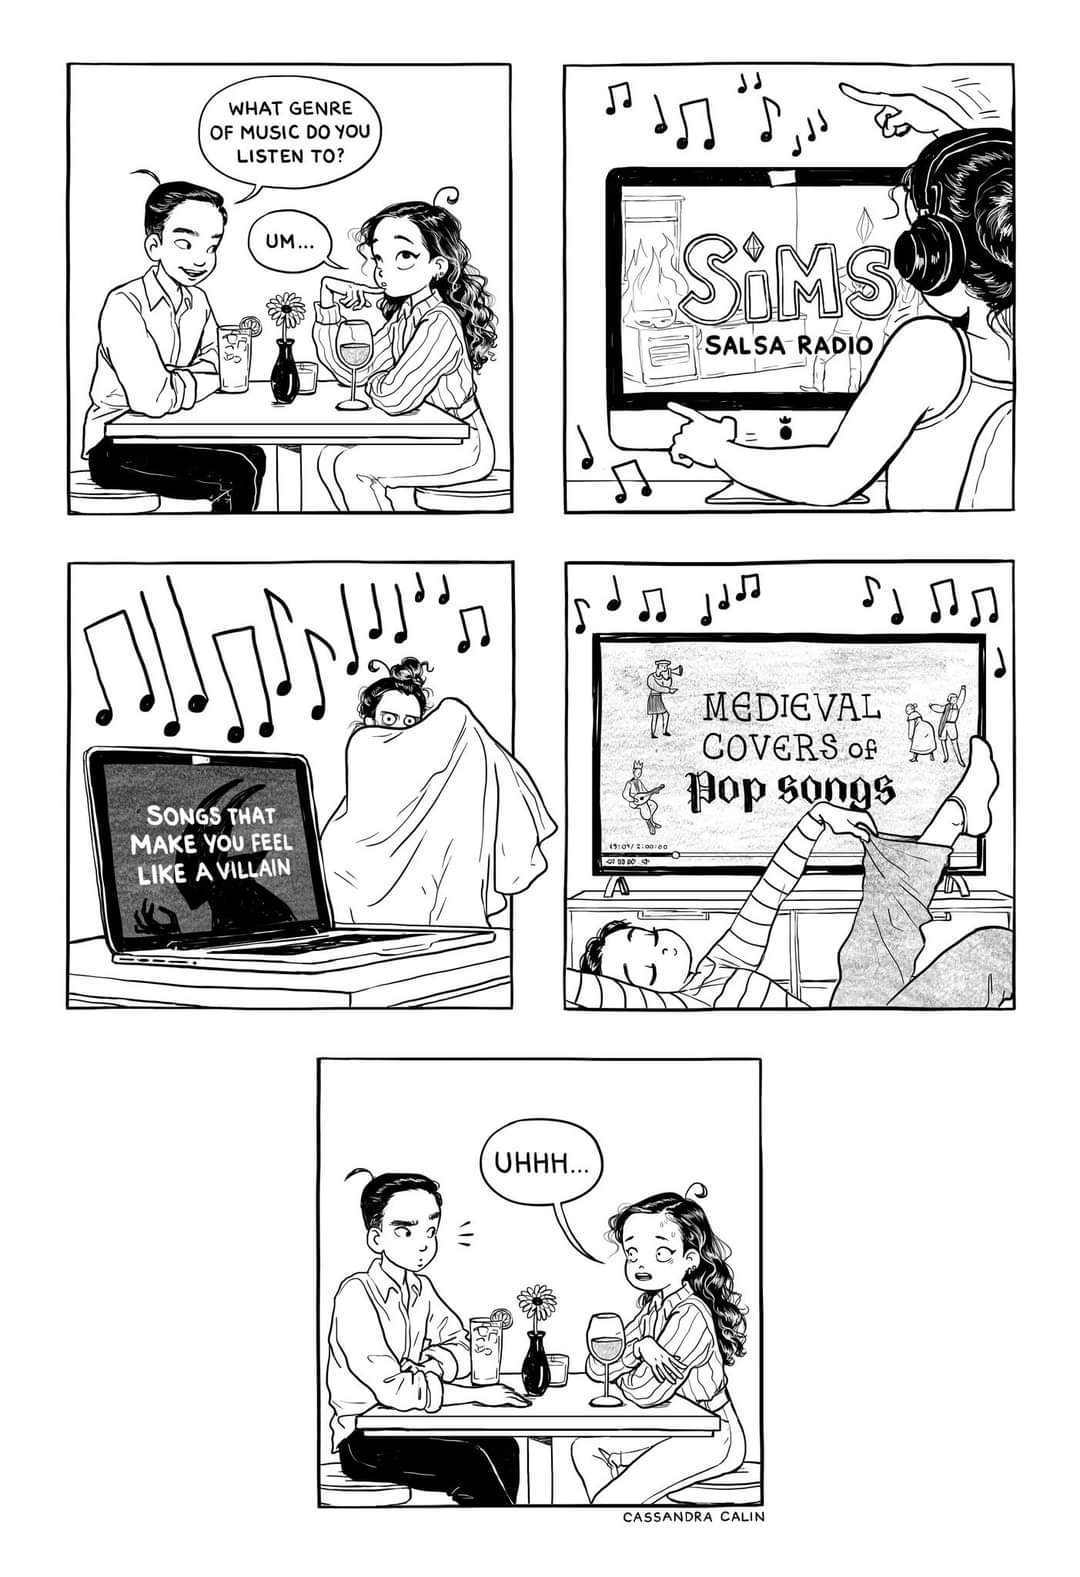 WHAT GENRE
OF MUSIC DO YOU
LISTEN TO?
UM...
SiMS
SALSA RADIO
SONGS THAT
MAKE YOU FEEL
LIKE A VILLAIN
MEDIEVAL
COVERS OF
Pop songs
UHHH...
CASSANDRA CALIN